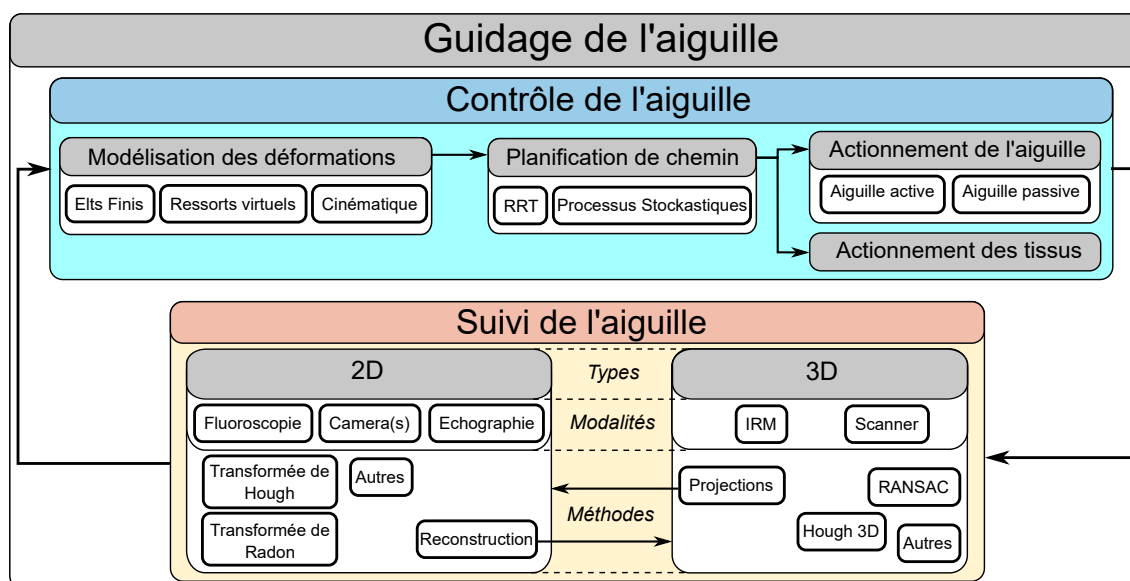 Guidage de l'aiguille
Contrôle de l'aiguille
Modélisation des déformations
Elts Finis
Ressorts virtuels
Cinématique
Planification de chemin
RRT
Processus Stockastiques
Actionnement de l'aiguille
Aiguille active
Aiguille passive
Actionnement des tissus
Suivi de l'aiguille
2D
Types
3D
Fluoroscopie
Camera(s)
Echographie
Modalités
IRM
Scanner
Transformée de
Hough
Autres
Transformée de
Radon
Reconstruction
Méthodes
Projections
RANSAC
Hough 3D
Autres